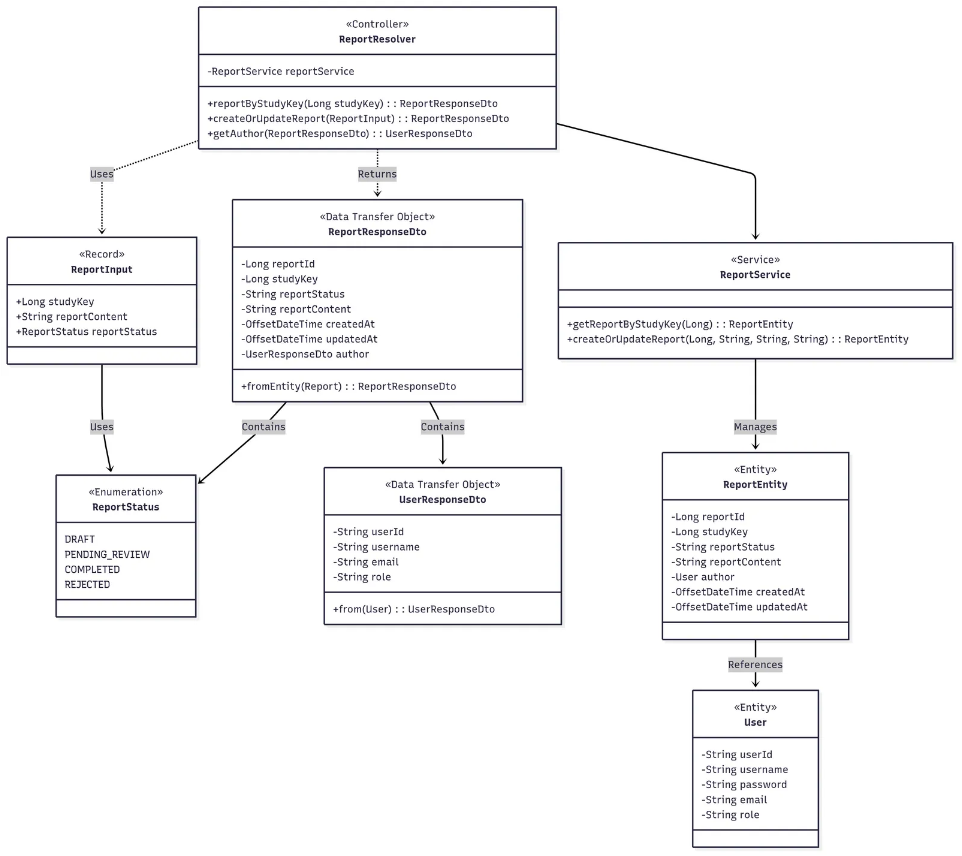 «Controller»
ReportResolver
-ReportService reportService
+reportByStudyKey(Long studyKey) : : ReportResponseDto
+createOrUpdateReport(ReportInput) : : ReportResponseDto
+getAuthor(ReportResponseDto) : : UserResponseDto
Uses
Returns
«Record»
ReportInput
+Long studyKey
+String reportContent
+ReportStatus reportStatus
«Data Transfer Object»
ReportResponseDto
-Long reportId
-Long studyKey
-String reportStatus
-String reportContent
-OffsetDateTime createdAt
-OffsetDateTime updatedAt
-UserResponseDto author
+fromEntity(Report) : : ReportResponseDto
«Service»
ReportService
+getReportByStudyKey(Long) : : ReportEntity
+createOrUpdateReport(Long, String, String, String) : : ReportEntity
Uses
Contains
Contains
Manages
«Enumeration»
ReportStatus
DRAFT
PENDING_REVIEW
COMPLETED
REJECTED
«Data Transfer Object»
UserResponseDto
-String userId
-String username
-String email
-String role
+from(User) : : UserResponseDto
«Entity»
ReportEntity
-Long reportId
-Long studyKey
-String reportStatus
-String reportContent
-User author
-OffsetDateTime createdAt
-OffsetDateTime updatedAt
References
«Entity»
User
-String userId
-String username
-String password
-String email
-String role